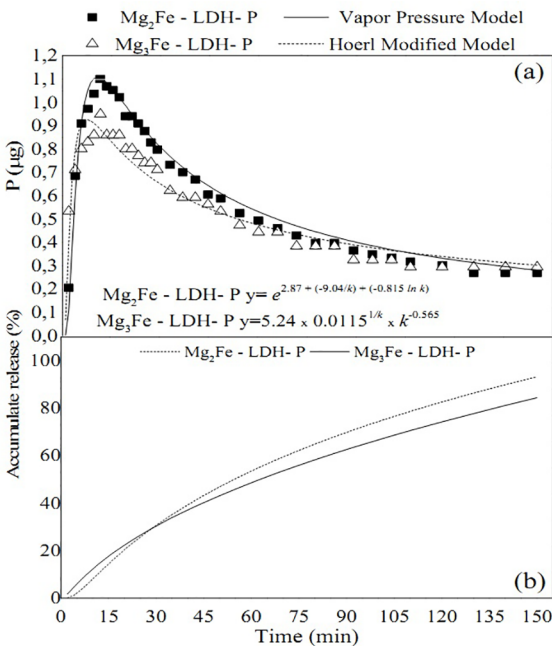 Mg₂Fe - LDH- P — Vapor Pressure Model
Mg₃Fe - LDH- P ---- Hoerl Modified Model
(a)
P (µg)
1,1
1,0
0,9
0,8
0,7
0,6
0,5
0,4
0,3
0,2
0,1
0,0
Mg₂Fe - LDH- P y= e^2.87 + (-9.04/k) + (-0.815 ln k)
Mg₃Fe - LDH- P y=5.24 x 0.0115^1/k x k^-0.565
Mg₂Fe - LDH- P Mg₃Fe - LDH- P
Accumulate release (%)
100
80
60
40
20
0
(b)
0 15 30 45 60 75 90 105 120 135 150
Time (min)